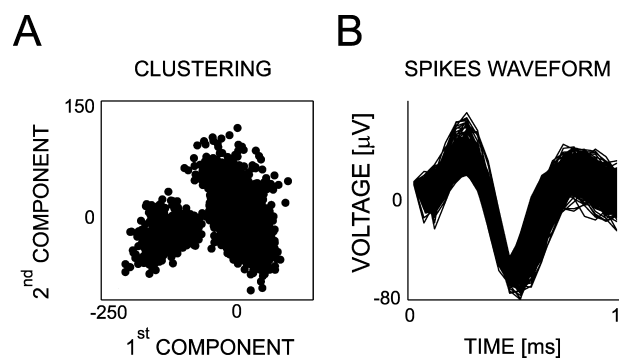 A
CLUSTERING
150
0
2nd COMPONENT
-250
0
1st COMPONENT
B
SPIKES WAVEFORM
VOLTAGE [µV]
0
-80
0
1
TIME [ms]